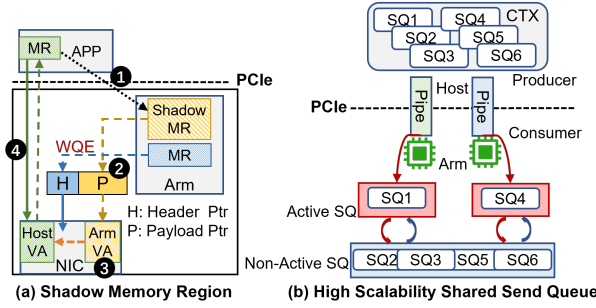 MR
APP
1
PCIe
4
Shadow
MR
WQE
2
MR
H
P
Arm
H: Header Ptr
P: Payload Ptr
Host
VA
Arm
VA
NIC
3
(a) Shadow Memory Region
SQ1
SQ4
CTX
SQ2
SQ5
SQ3
SQ6
Pipe
Host
Pipe
Producer
PCIe
Consumer
Arm
SQ1
SQ4
Active SQ
SQ2
SQ3
SQ5
SQ6
Non-Active SQ
(b) High Scalability Shared Send Queue